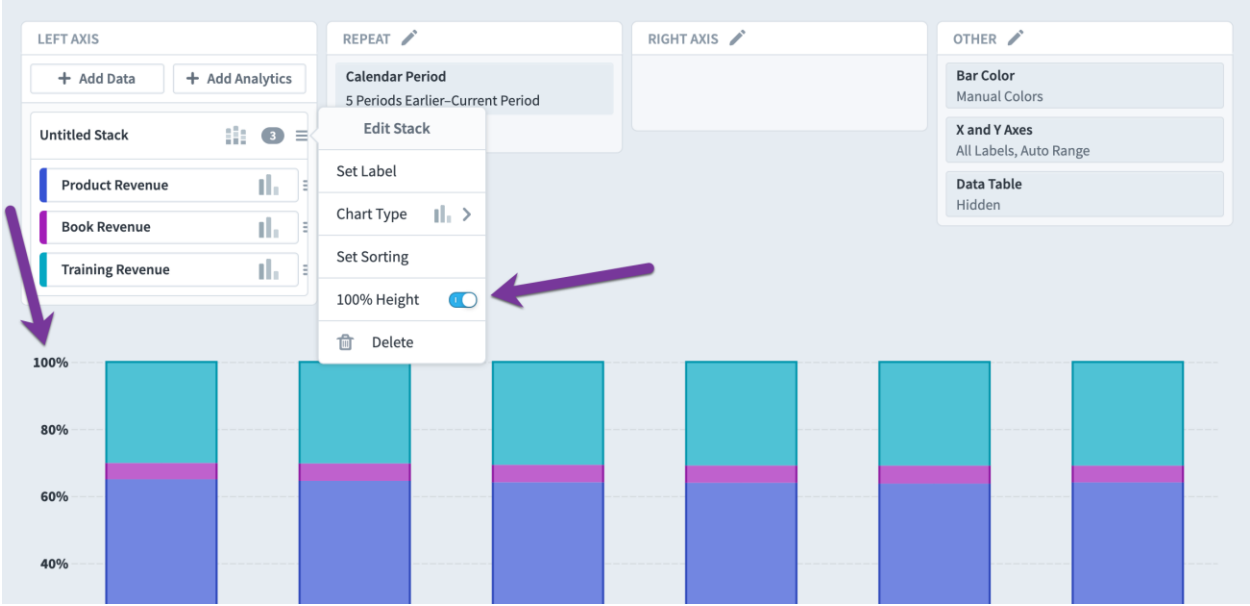 LEFT AXIS
Add Data
Add Analytics
Untitled Stack
3
Product Revenue
Book Revenue
Training Revenue
REPEAT
Calendar Period
5 Periods Earlier–Current Period
RIGHT AXIS
OTHER
Bar Color
Manual Colors
X and Y Axes
All Labels, Auto Range
Data Table
Hidden
Edit Stack
Set Label
Chart Type
Set Sorting
100% Height
Delete
100%
80%
60%
40%